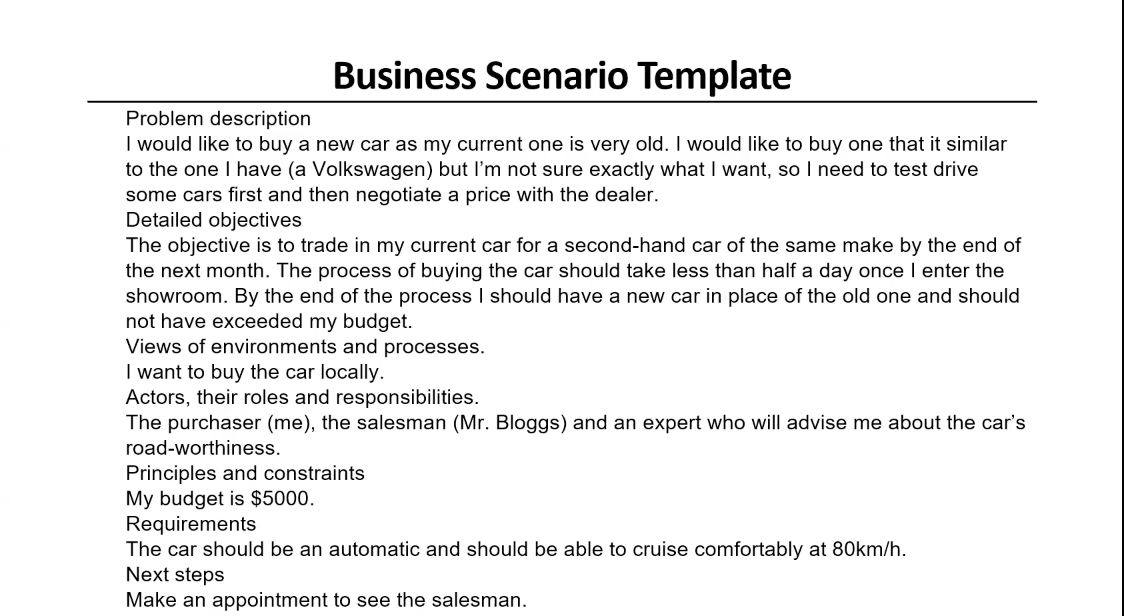 Business Scenario Template
Problem description
I would like to buy a new car as my current one is very old. I would like to buy one that it similar
to the one I have (a Volkswagen) but I'm not sure exactly what I want, so I need to test drive
some cars first and then negotiate a price with the dealer.
Detailed objectives
The objective is to trade in my current car for a second-hand car of the same make by the end of
the next month. The process of buying the car should take less than half a day once I enter the
showroom. By the end of the process I should have a new car in place of the old one and should
not have exceeded my budget.
Views of environments and processes.
I want to buy the car locally.
Actors, their roles and responsibilities.
The purchaser (me), the salesman (Mr. Bloggs) and an expert who will advise me about the car's
road-worthiness.
Principles and constraints
My budget is $5000.
Requirements
The car should be an automatic and should be able to cruise comfortably at 80km/h.
Next steps
Make an appointment to see the salesman.